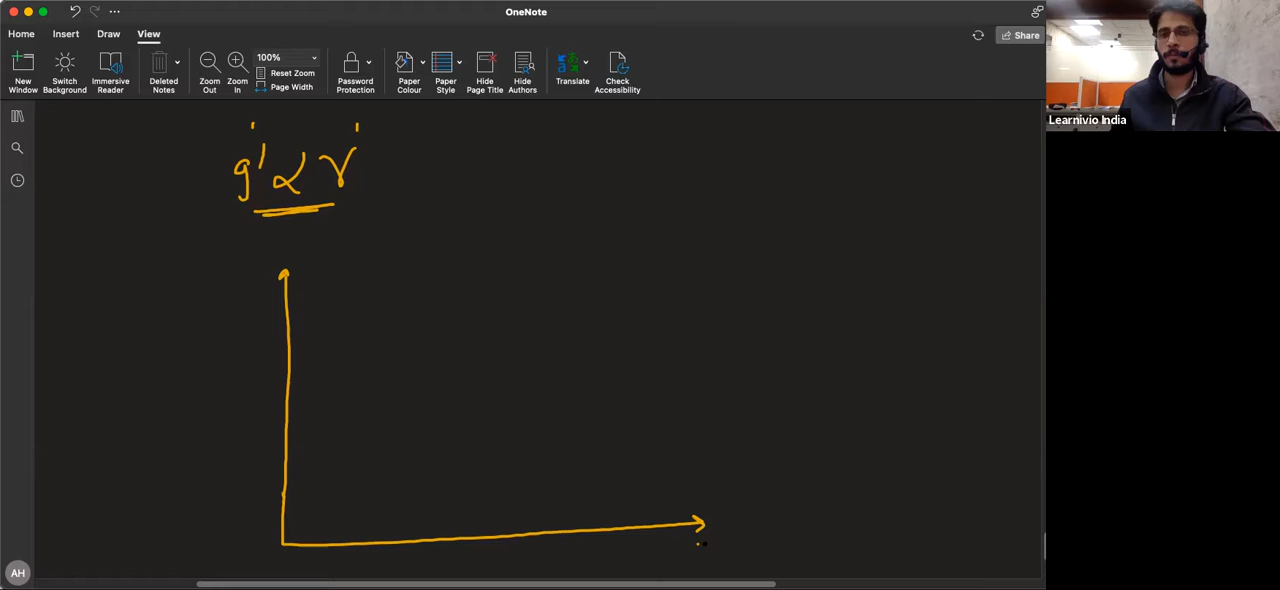 OneNote
Home Insert Draw View
Share
100%
Reset Zoom
Page Width
New Window
Switch Background
Immersive Reader
Deleted Notes
Zoom Out
Zoom In
Password Protection
Paper Colour
Paper Style
Hide Page Title
Hide Authors
Translate
Check Accessibility
Learnivio India
g' α r
AH